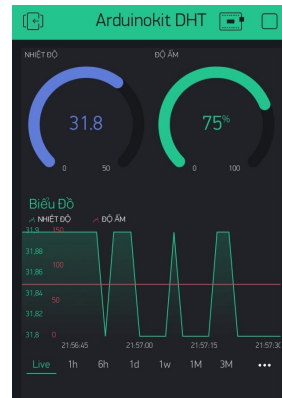 Arduinokit DHT
NHIỆT ĐỘ ĐỘ ẨM
31.8 75%
0 50 0 100
Biểu Đồ
NHIỆT ĐỘ ĐỘ ẨM
31,9 150
31,88
31,86 100
31,84 50
31,82
31,8 0
21:56:45 21:57:00 21:57:15 21:57:30
Live 1h 6h 1d 1w 1M 3M